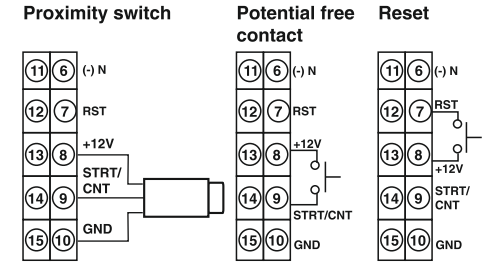 Proximity switch
11 6 (-) N
12 7 RST
13 8 +12V
STRT/
CNT
14 9
GND
15 10
Potential free
contact
11 6 (-) N
12 7 RST
+12V
13 8
14 9
STRT/CNT
15 10 GND
Reset
11 6 (-) N
RST
12 7
13 8
+12V
14 9 STRT/
CNT
15 10 GND